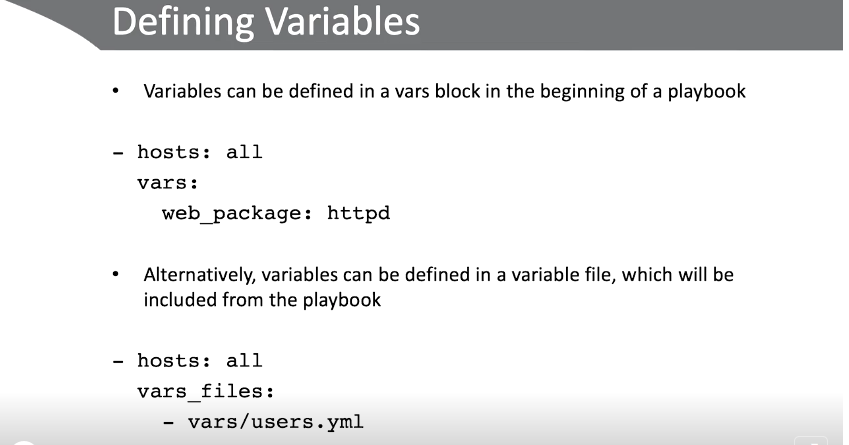 Defining Variables
• Variables can be defined in a vars block in the beginning of a playbook
- hosts: all
vars:
web_package: httpd
• Alternatively, variables can be defined in a variable file, which will be
included from the playbook
- hosts: all
vars_files:
- vars/users.yml